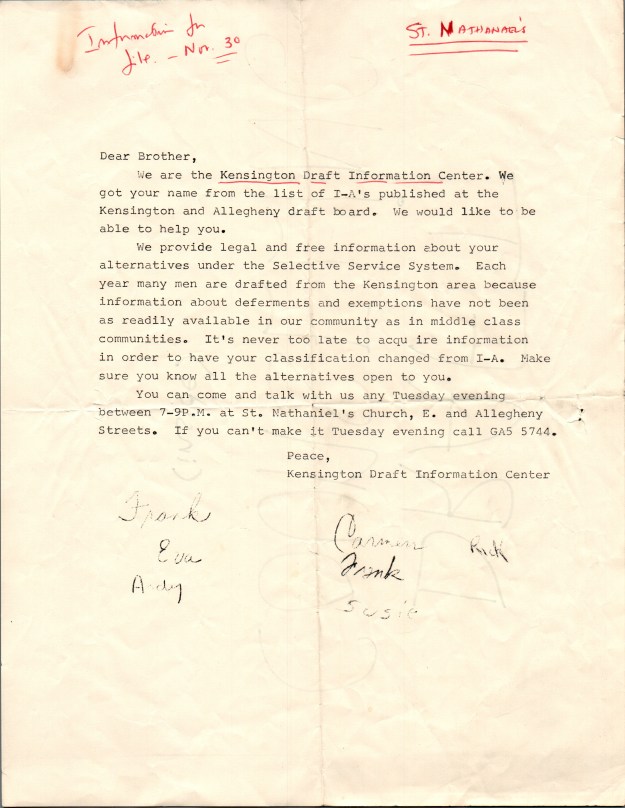 Information for
file. - Nov. 30
ST. NATHANAEL'S
Dear Brother,
We are the Kensington Draft Information Center. We
got your name from the list of I-A's published at the
Kensington and Allegheny draft board. We would like to be
able to help you.
We provide legal and free information about your
alternatives under the Selective Service System. Each
year many men are drafted from the Kensington area because
information about deferments and exemptions have not been
as readily available in our community as in middle class
communities. It's never too late to acqu ire information
in order to have your classification changed from I-A. Make
sure you know all the alternatives open to you.
You can come and talk with us any Tuesday evening
between 7-9P.M. at St. Nathaniel's Church, E. and Allegheny
Streets. If you can't make it Tuesday evening call GA5 5744.
Peace,
Kensington Draft Information Center
Frank
Eva
Andy
Carmen
Rick
Frank
Susie